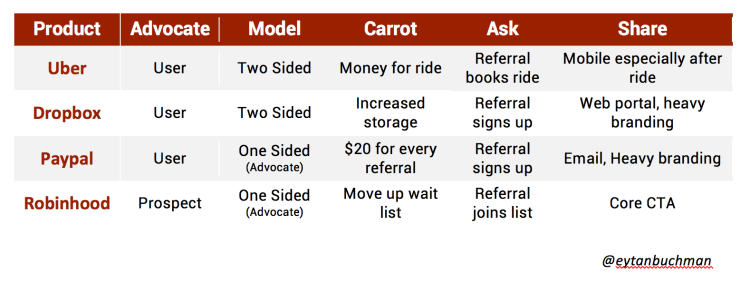 Product Advocate Model Carrot Ask Share
Uber User Two Sided Money for ride Referral books ride Mobile especially after ride
Dropbox User Two Sided Increased storage Referral signs up Web portal, heavy branding
Paypal User One Sided (Advocate) $20 for every referral Referral signs up Email, Heavy branding
Robinhood Prospect One Sided (Advocate) Move up wait list Referral joins list Core CTA
@eytanbuchman